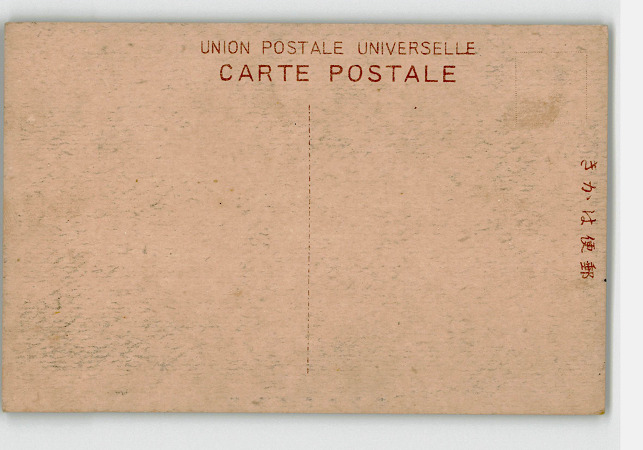 UNION POSTALE UNIVERSELLE
CARTE POSTALE
きかは便郵